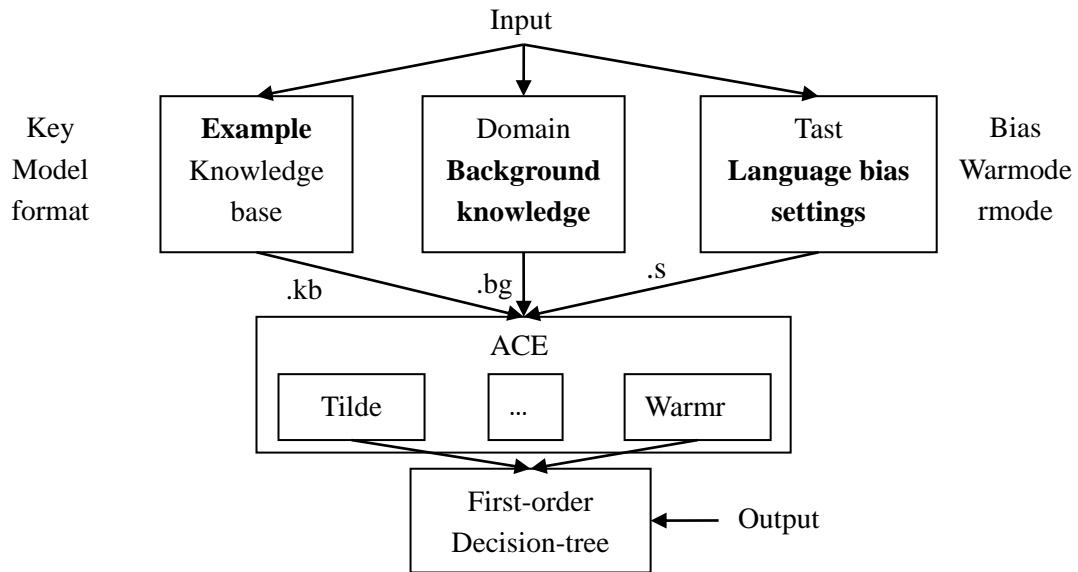 Input
Key
Model
format
Example
Knowledge
base
Domain
Background
knowledge
Tast
Language bias
settings
Bias
Warmode
rmode
.kb
.bg
.s
ACE
Tilde
...
Warmr
First-order
Decision-tree
Output